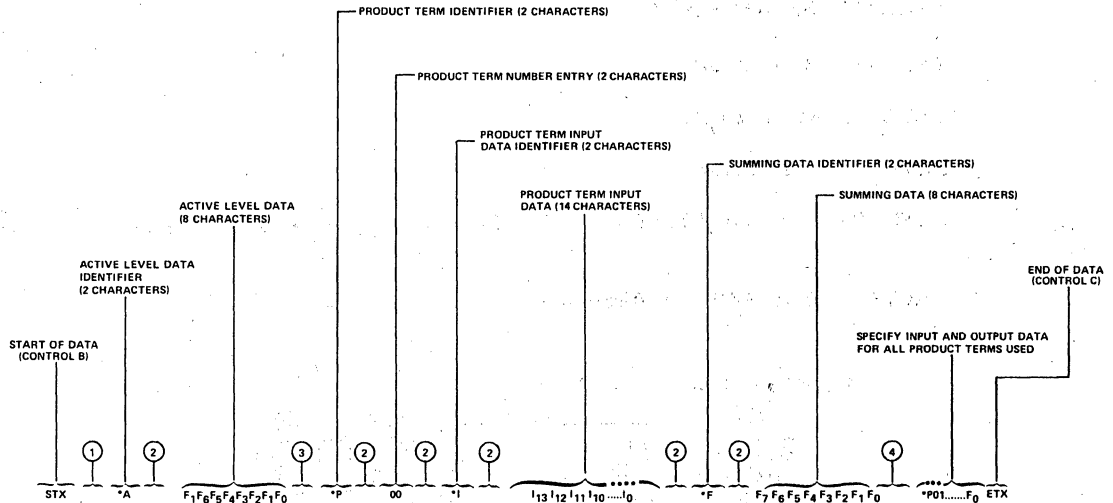 PRODUCT TERM IDENTIFIER (2 CHARACTERS)
PRODUCT TERM NUMBER ENTRY (2 CHARACTERS)
PRODUCT TERM INPUT
DATA IDENTIFIER (2 CHARACTERS)
SUMMING DATA IDENTIFIER (2 CHARACTERS)
PRODUCT TERM INPUT
DATA (14 CHARACTERS)
SUMMING DATA (8 CHARACTERS)
ACTIVE LEVEL DATA
(8 CHARACTERS)
ACTIVE LEVEL DATA
IDENTIFIER
(2 CHARACTERS)
END OF DATA
(CONTROL C)
START OF DATA
(CONTROL B)
SPECIFY INPUT AND OUTPUT DATA
FOR ALL PRODUCT TERMS USED
1 2 3 2 2 2 2 2 4
STX *A F1F6F5F4F3F2F1F0 *P 00 *I I13 I12 I11 I10 .....I0 *F F7 F6 F5 F4 F3 F2 F1 F0 *P01.......F0 ETX